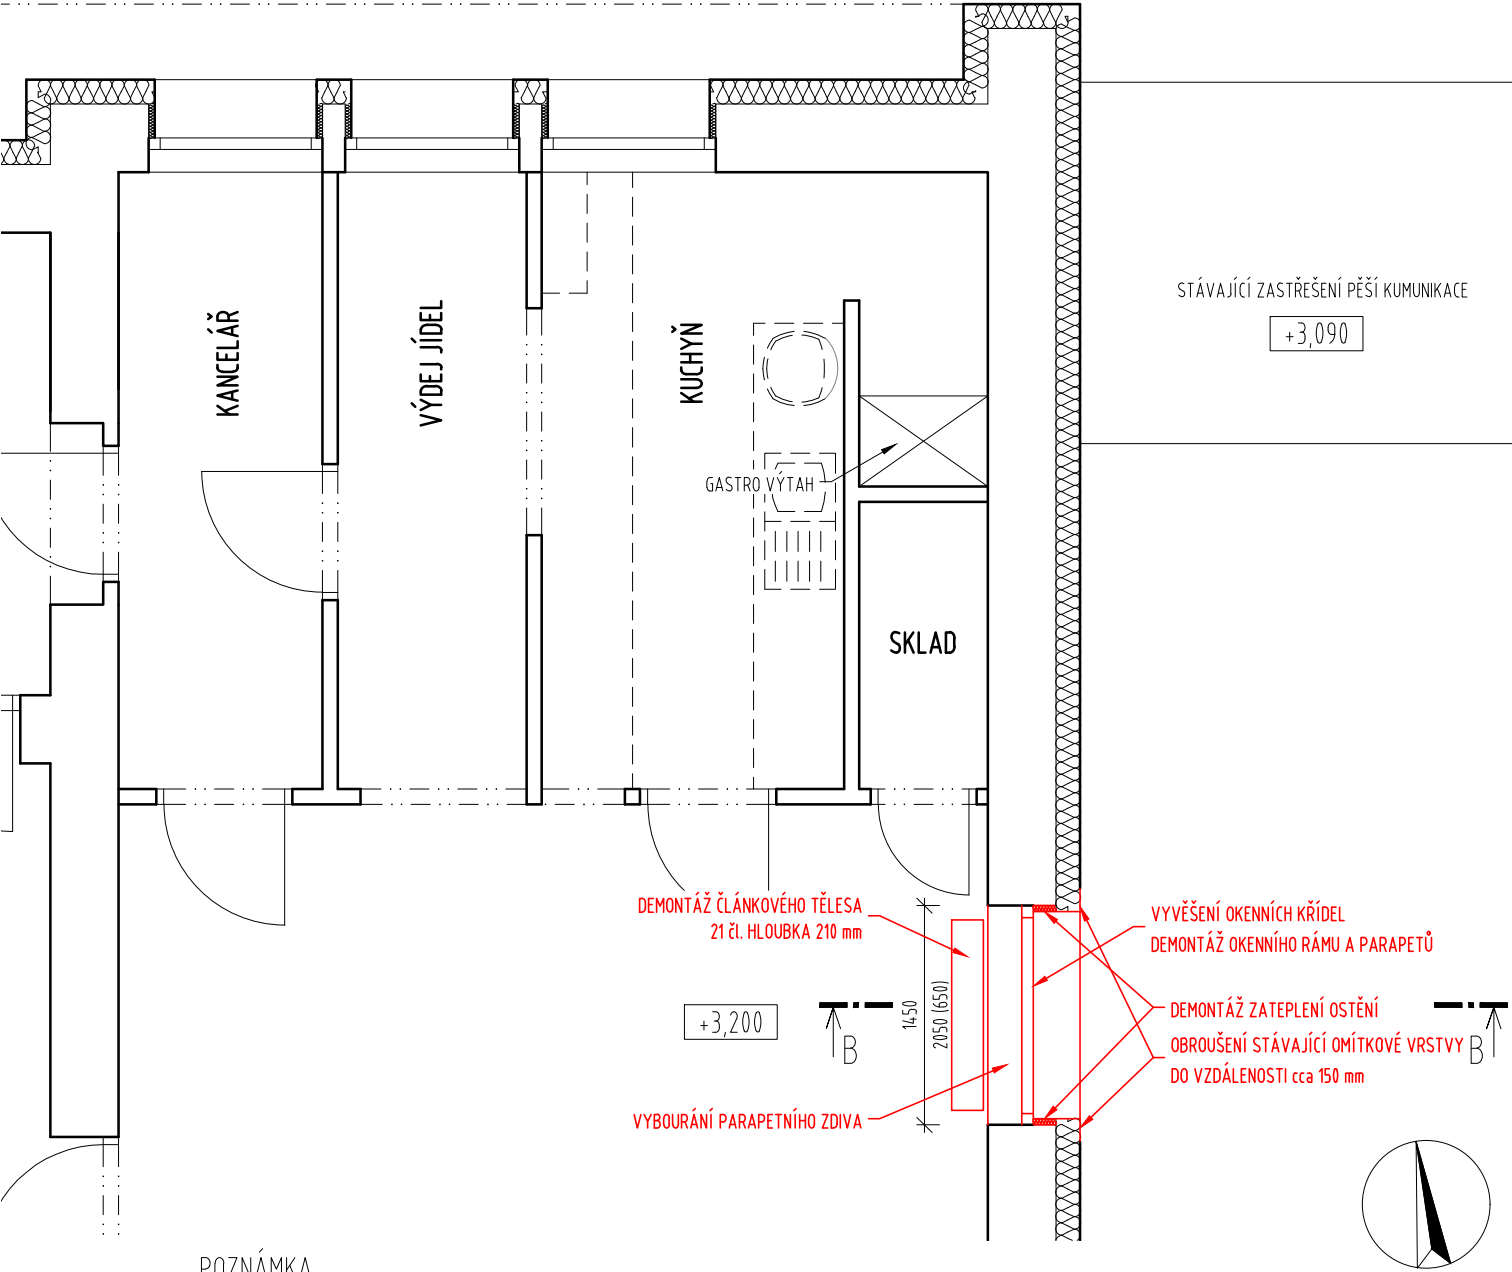 STÁVAJÍCÍ ZASTŘEŠENÍ PĚŠÍ KUMUNIKACE
+3,090
KANCELÁŘ
VÝDEJ JÍDEL
KUCHYŇ
GASTRO VÝTAH
SKLAD
DEMONTÁŽ ČLÁNKOVÉHO TĚLESA
21 čl. HLOUBKA 210 mm
VYVĚŠENÍ OKENNÍCH KŘÍDEL
DEMONTÁŽ OKENNÍHO RÁMU A PARAPETŮ
+3,200
1450
2050 (650)
B
DEMONTÁŽ ZATEPLENÍ OSTĚNÍ
OBROUŠENÍ STÁVAJÍCÍ OMÍTKOVÉ VRSTVY
DO VZDÁLENOSTI cca 150 mm
B
VYBOURÁNÍ PARAPETNÍHO ZDIVA
POZNÁMKA